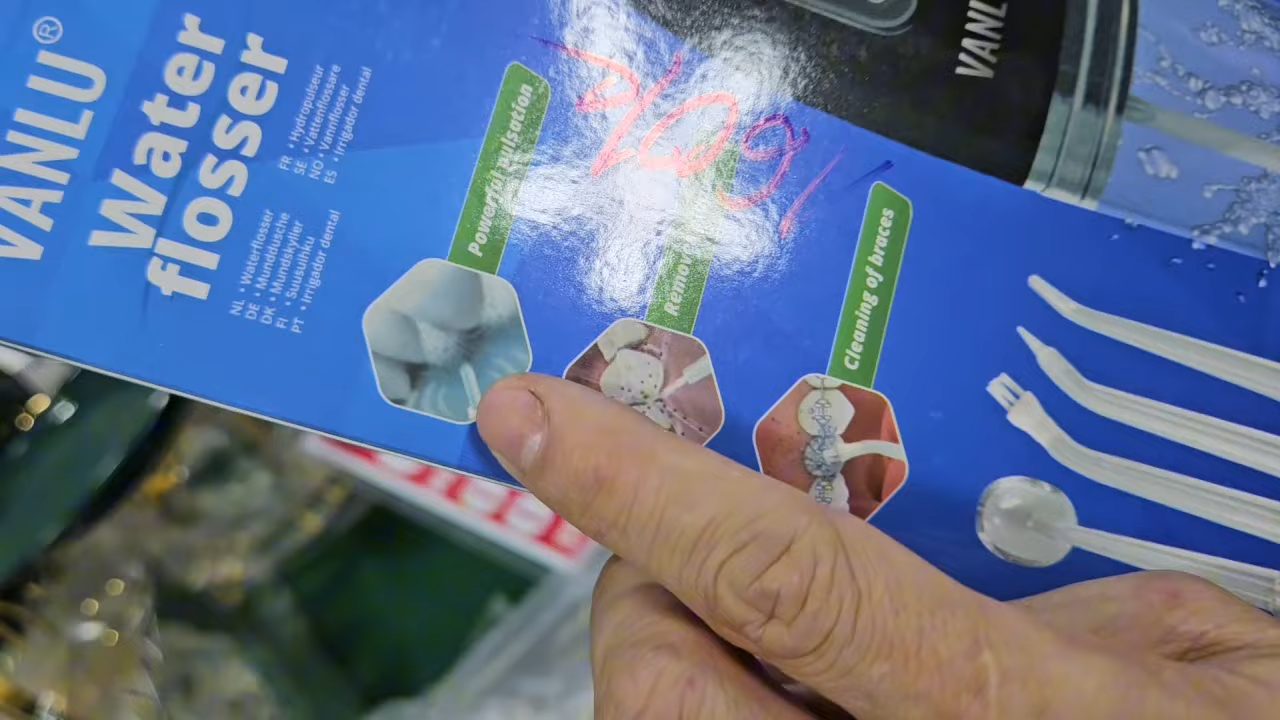 VANLU®
Water
flosser
FR • Hydropulseur
SE • Vattenflossare
NO • Vannflosser
ES • Irrigador dental
NL • Waterflosser
DE • Munddusche
DK • Mundskyller
FI • Suusuihku
PT • Irrigador dental
Powerful pulsation
Cleaning of braces
VANL